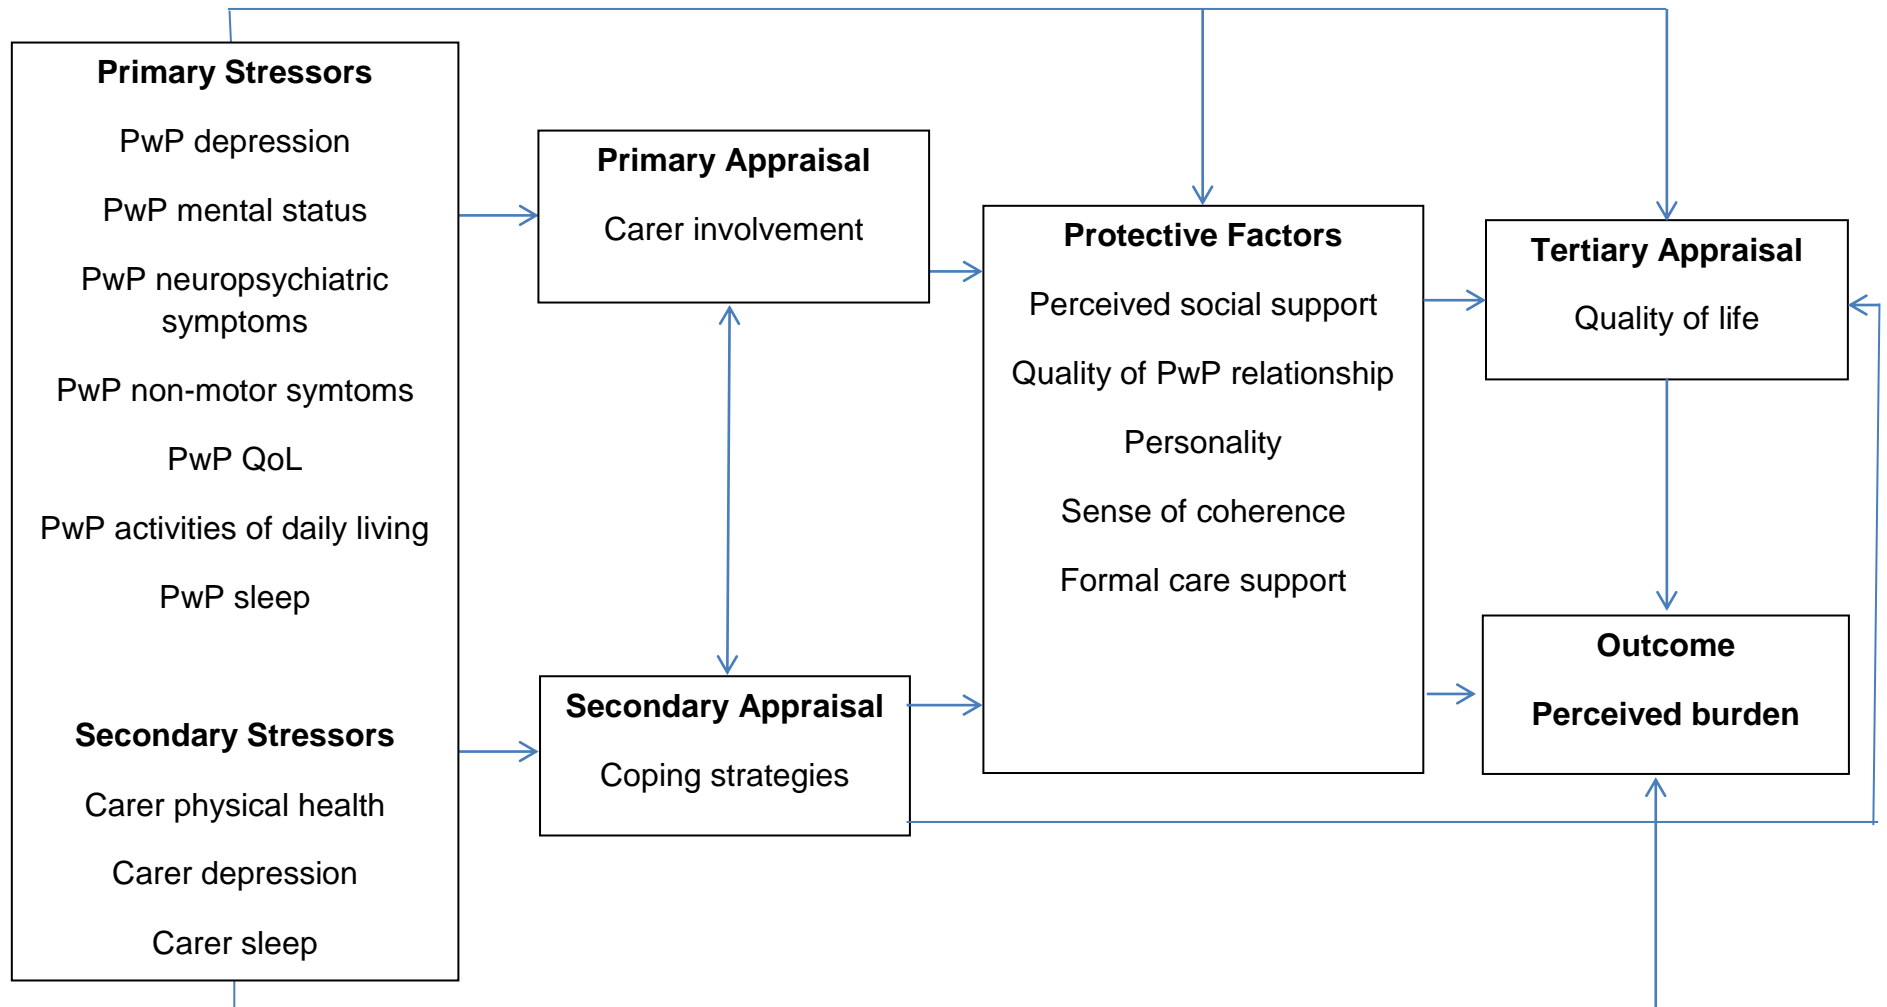 Primary Stressors
PwP depression
PwP mental status
PwP neuropsychiatric
symptoms
PwP non-motor symtoms
PwP QoL
PwP activities of daily living
PwP sleep
Secondary Stressors
Carer physical health
Carer depression
Carer sleep
Primary Appraisal
Carer involvement
Secondary Appraisal
Coping strategies
Protective Factors
Perceived social support
Quality of PwP relationship
Personality
Sense of coherence
Formal care support
Tertiary Appraisal
Quality of life
Outcome
Perceived burden